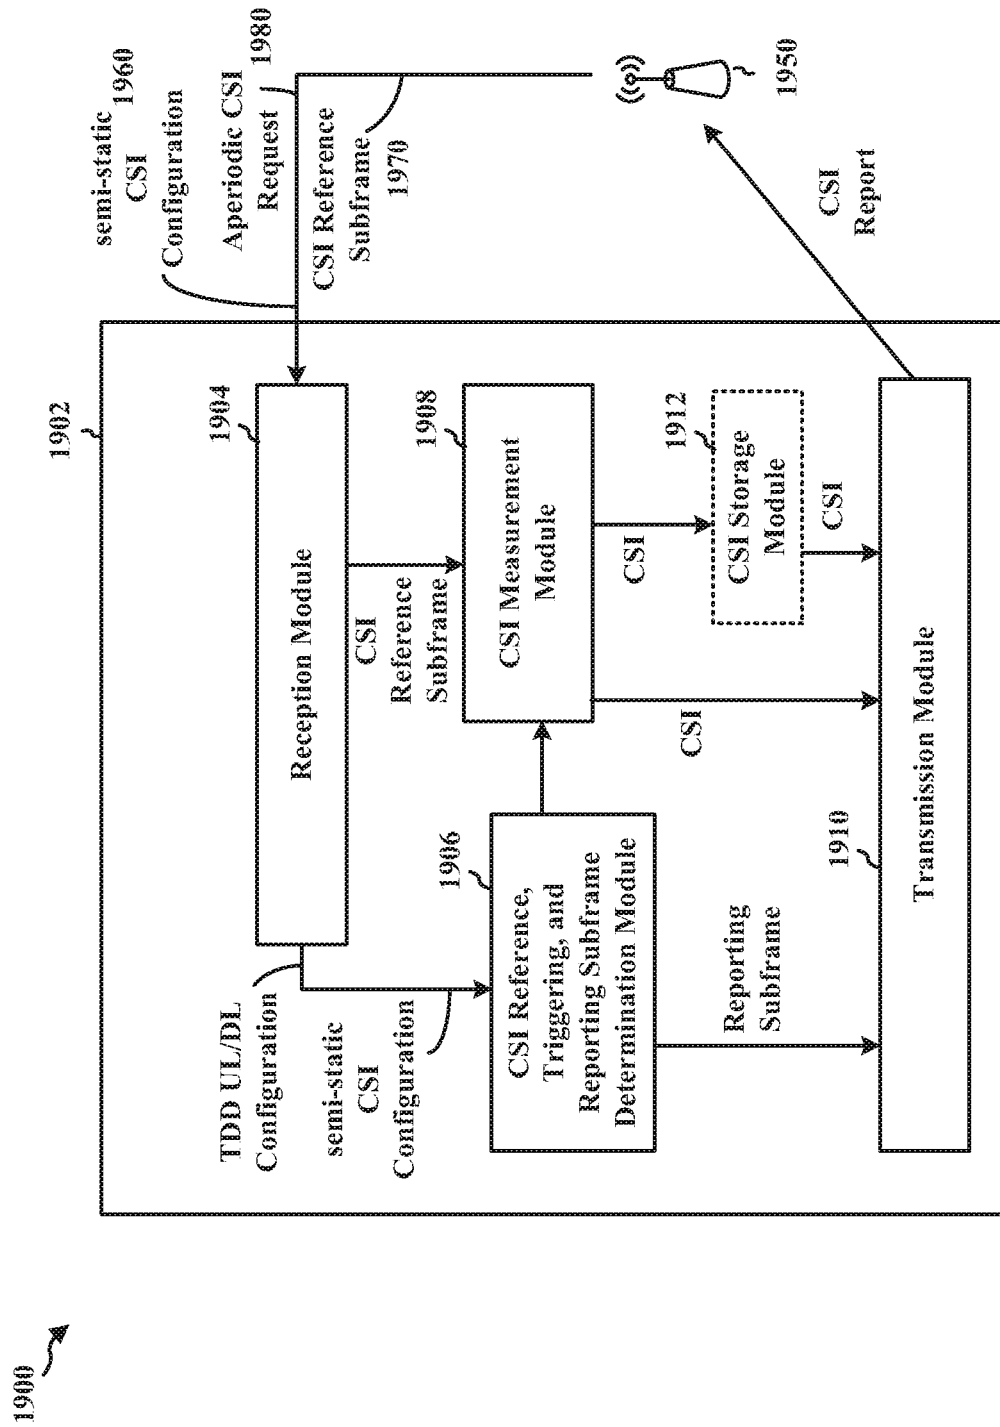 1900
1902
semi-static
CSI
Configuration
1960
Aperiodic CSI
Request
1980
CSI Reference
Subframe
1970
1904
Reception Module
TDD UL/DL
Configuration
semi-static
CSI
Configuration
CSI
Reference
Subframe
1906
CSI Reference,
Triggering, and
Reporting Subframe
Determination Module
1908
CSI Measurement
Module
CSI
CSI
1912
CSI Storage
Module
CSI
Reporting
Subframe
1910
Transmission Module
CSI
Report
1950